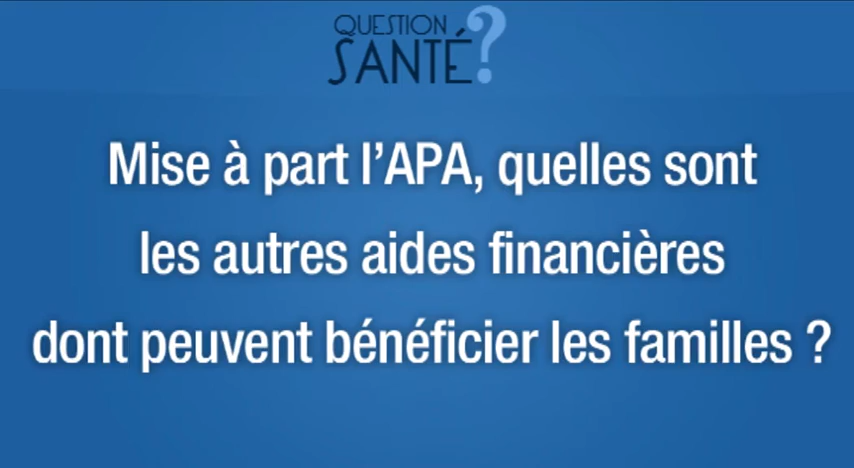 QUESTION
SANTÉ?
Mise à part l’APA, quelles sont
les autres aides financières
dont peuvent bénéficier les familles ?